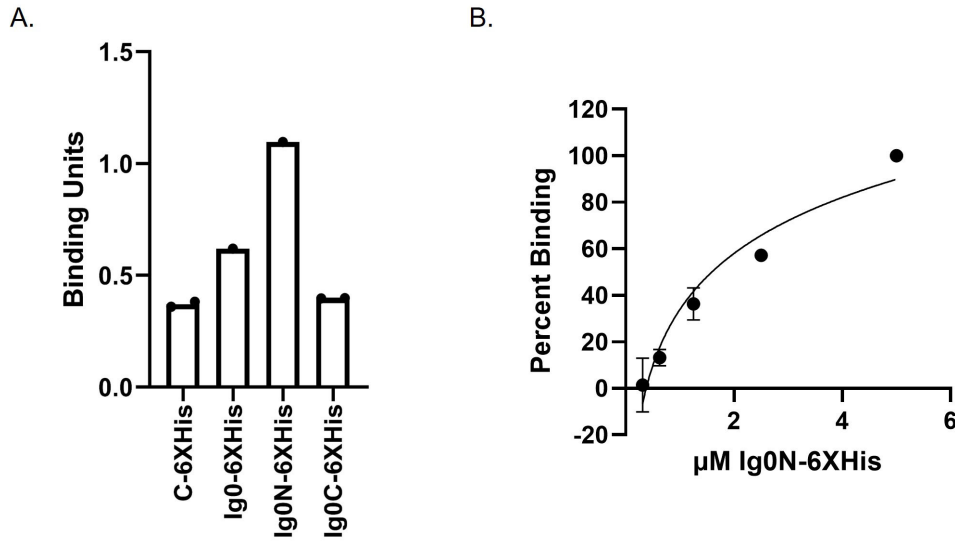 A.
Binding Units
1.5
1.0
0.5
0.0
C-6XHis
Ig0-6XHis
Ig0N-6XHis
Ig0C-6XHis
B.
Percent Binding
120
100
80
60
40
20
0
-20
2
4
6
µM Ig0N-6XHis